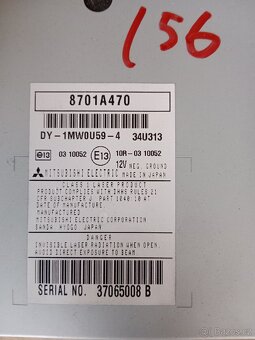 156
8701A470
DY-1MW0U59-4 34U313
e13 03 10052 E13 10R-03 10052
12V NEG. GROUND
MITSUBISHI ELECTRIC MADE IN JAPAN
CLASS 1 LASER PRODUCT
PRODUCT COMPLIES WITH DHHS RULES 21
CFR SUBCHAPTER J PART 1040:10 AT
DATE OF MANUFACTURE.
MANUFACTURED:
MITSUBISHI ELECTRIC CORPORATION
SANDA HYOGO JAPAN
DANGER
INVISIBLE LASER RADIATION WHEN OPEN.
AVOID DIRECT EXPOSURE TO BEAM
SERIAL NO. 37065008 B